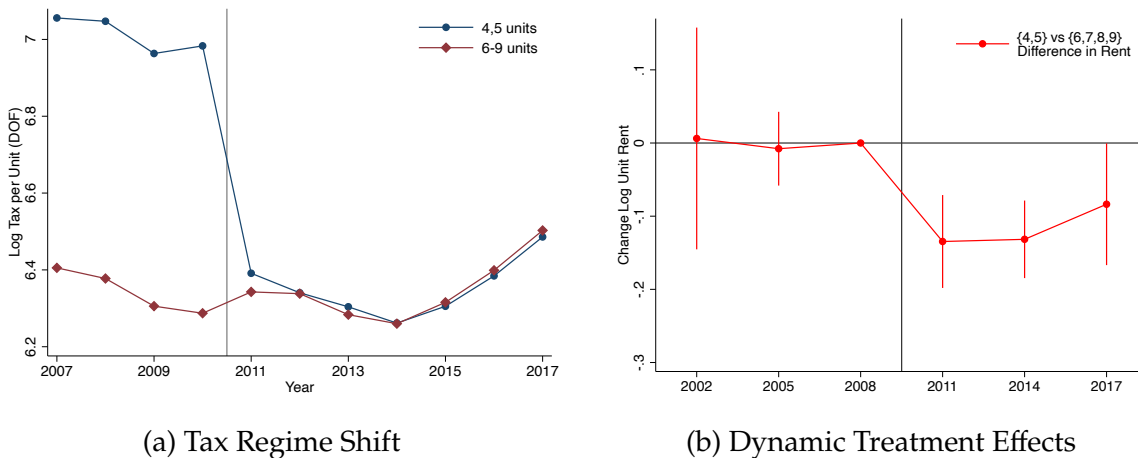 7
6.8
6.6
6.4
6.2
Log Tax per Unit (DOF)
4,5 units
6-9 units
2007
2009
2011
2013
2015
2017
Year
(a) Tax Regime Shift
.1
0
-.1
-.2
-.3
Change Log Unit Rent
{4,5} vs {6,7,8,9}
Difference in Rent
2002
2005
2008
2011
2014
2017
(b) Dynamic Treatment Effects